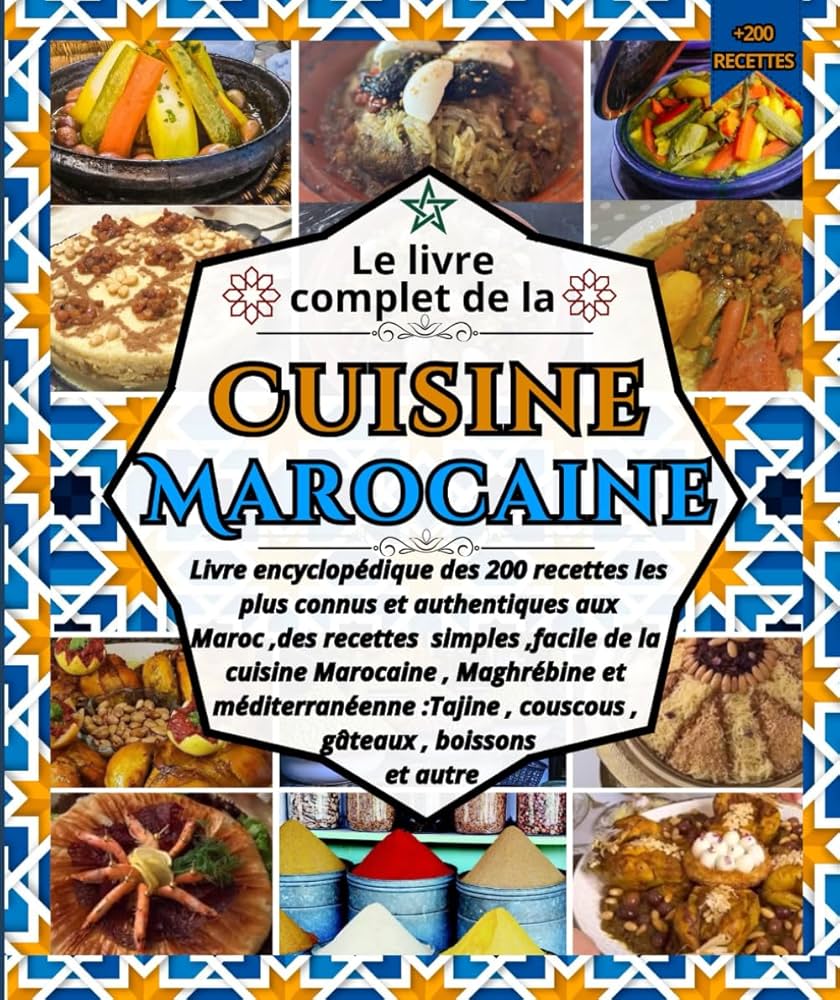 +200
RECETTES
Le livre
complet de la
CUISINE
MAROCAINE
Livre encyclopédique des 200 recettes les
plus connus et authentiques aux
Maroc ,des recettes simples ,facile de la
cuisine Marocaine , Maghrébine et
méditerranéenne :Tajine , couscous ,
gâteaux , boissons
et autre